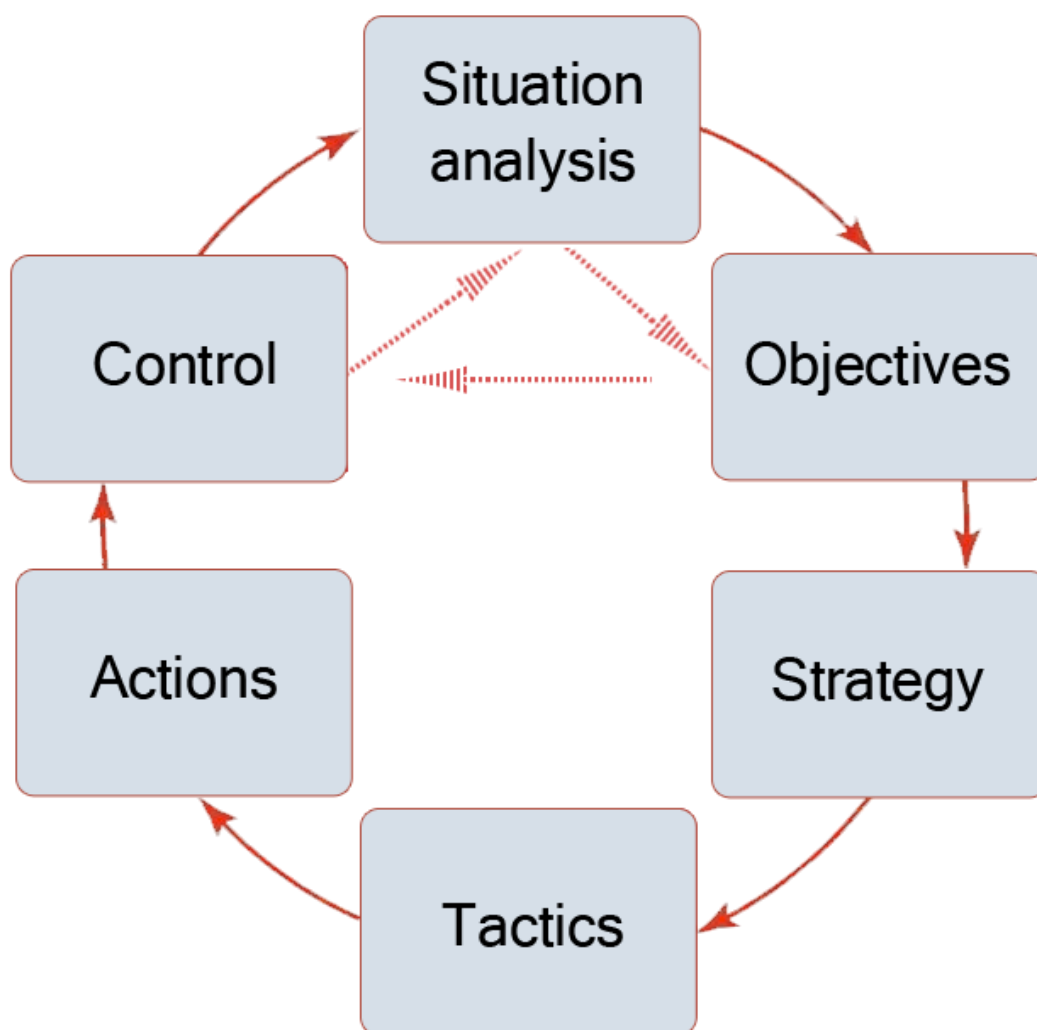 Situation
analysis
Objectives
Strategy
Tactics
Actions
Control